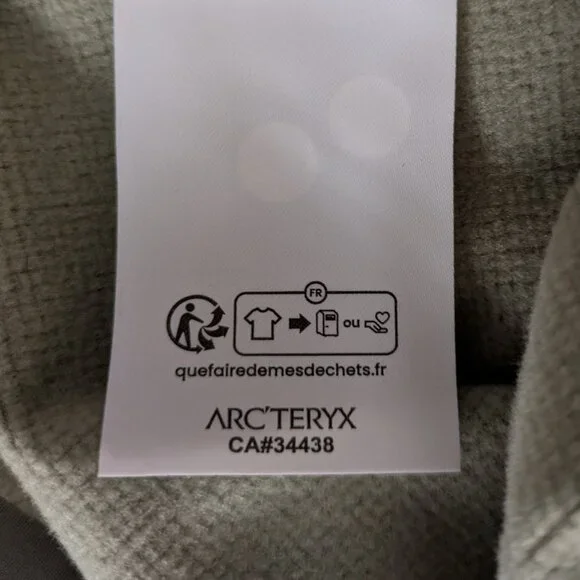 FR
ou
quefairedemesdechets.fr
ARC'TERYX
CA#34438